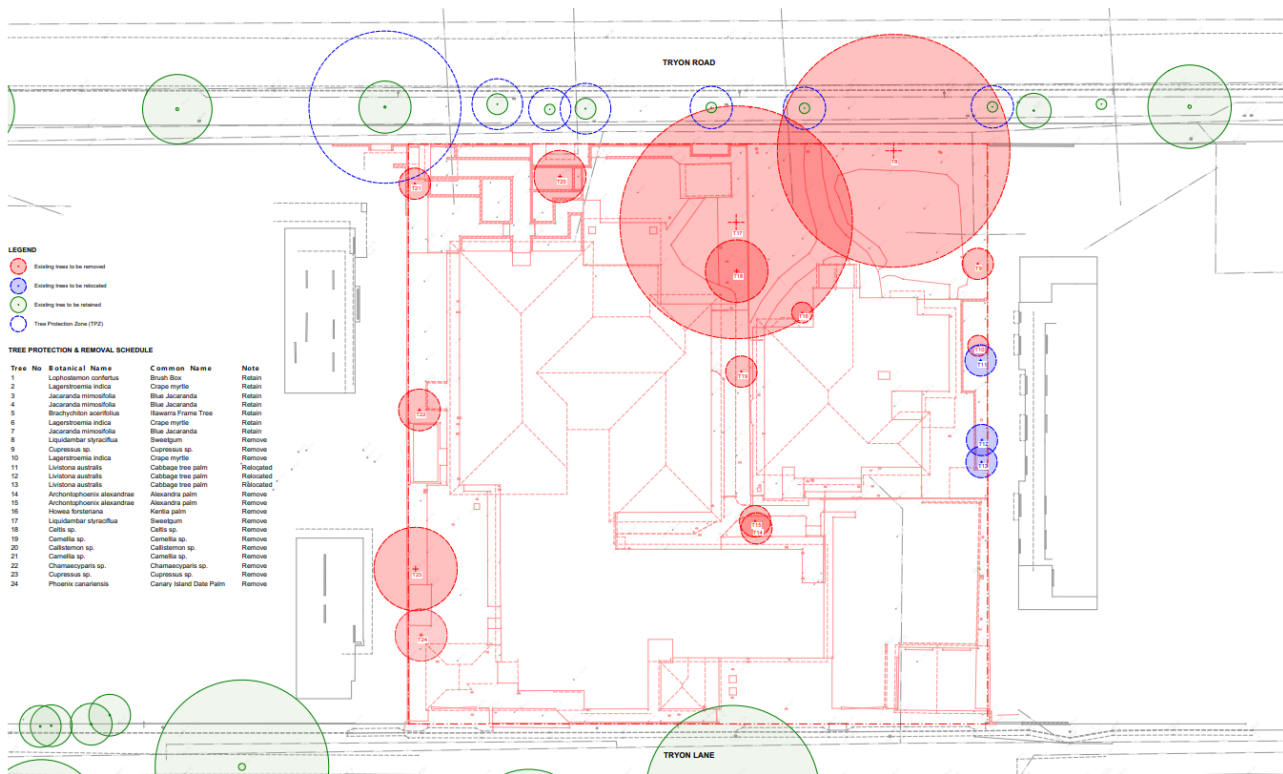 TRYON ROAD
T8
T21
T20
T17
T18
T9
T16
T10
T11
T19
T22
T12
T13
T15
T14
T23
T24
LEGEND
Existing trees to be removed
Existing trees to be relocated
Existing tree to be retained
Tree Protection Zone (TPZ)
TREE PROTECTION & REMOVAL SCHEDULE
Tree No Botanical Name Common Name Note
1 Lophostemon confertus Brush Box Retain
2 Lagerstroemia indica Crape myrtle Retain
3 Jacaranda mimosifolia Blue Jacaranda Retain
4 Jacaranda mimosifolia Blue Jacaranda Retain
5 Brachychiton acerifolius Illawarra Frame Tree Retain
6 Lagerstroemia indica Crape myrtle Retain
7 Jacaranda mimosifolia Blue Jacaranda Retain
8 Liquidambar styraciflua Sweetgum Remove
9 Cupressus sp. Cupressus sp. Remove
10 Lagerstroemia indica Crape myrtle Remove
11 Livistona australis Cabbage tree palm Relocated
12 Livistona australis Cabbage tree palm Relocated
13 Livistona australis Cabbage tree palm Relocated
14 Archontophoenix alexandrae Alexandra palm Remove
15 Archontophoenix alexandrae Alexandra palm Remove
16 Howea forsteriana Kentia palm Remove
17 Liquidambar styraciflua Sweetgum Remove
18 Celtis sp. Celtis sp. Remove
19 Camellia sp. Camellia sp. Remove
20 Callistemon sp. Callistemon sp. Remove
21 Camellia sp. Camellia sp. Remove
22 Chamaecyparis sp. Chamaecyparis sp. Remove
23 Cupressus sp. Cupressus sp. Remove
24 Phoenix canariensis Canary Island Date Palm Remove
TRYON LANE